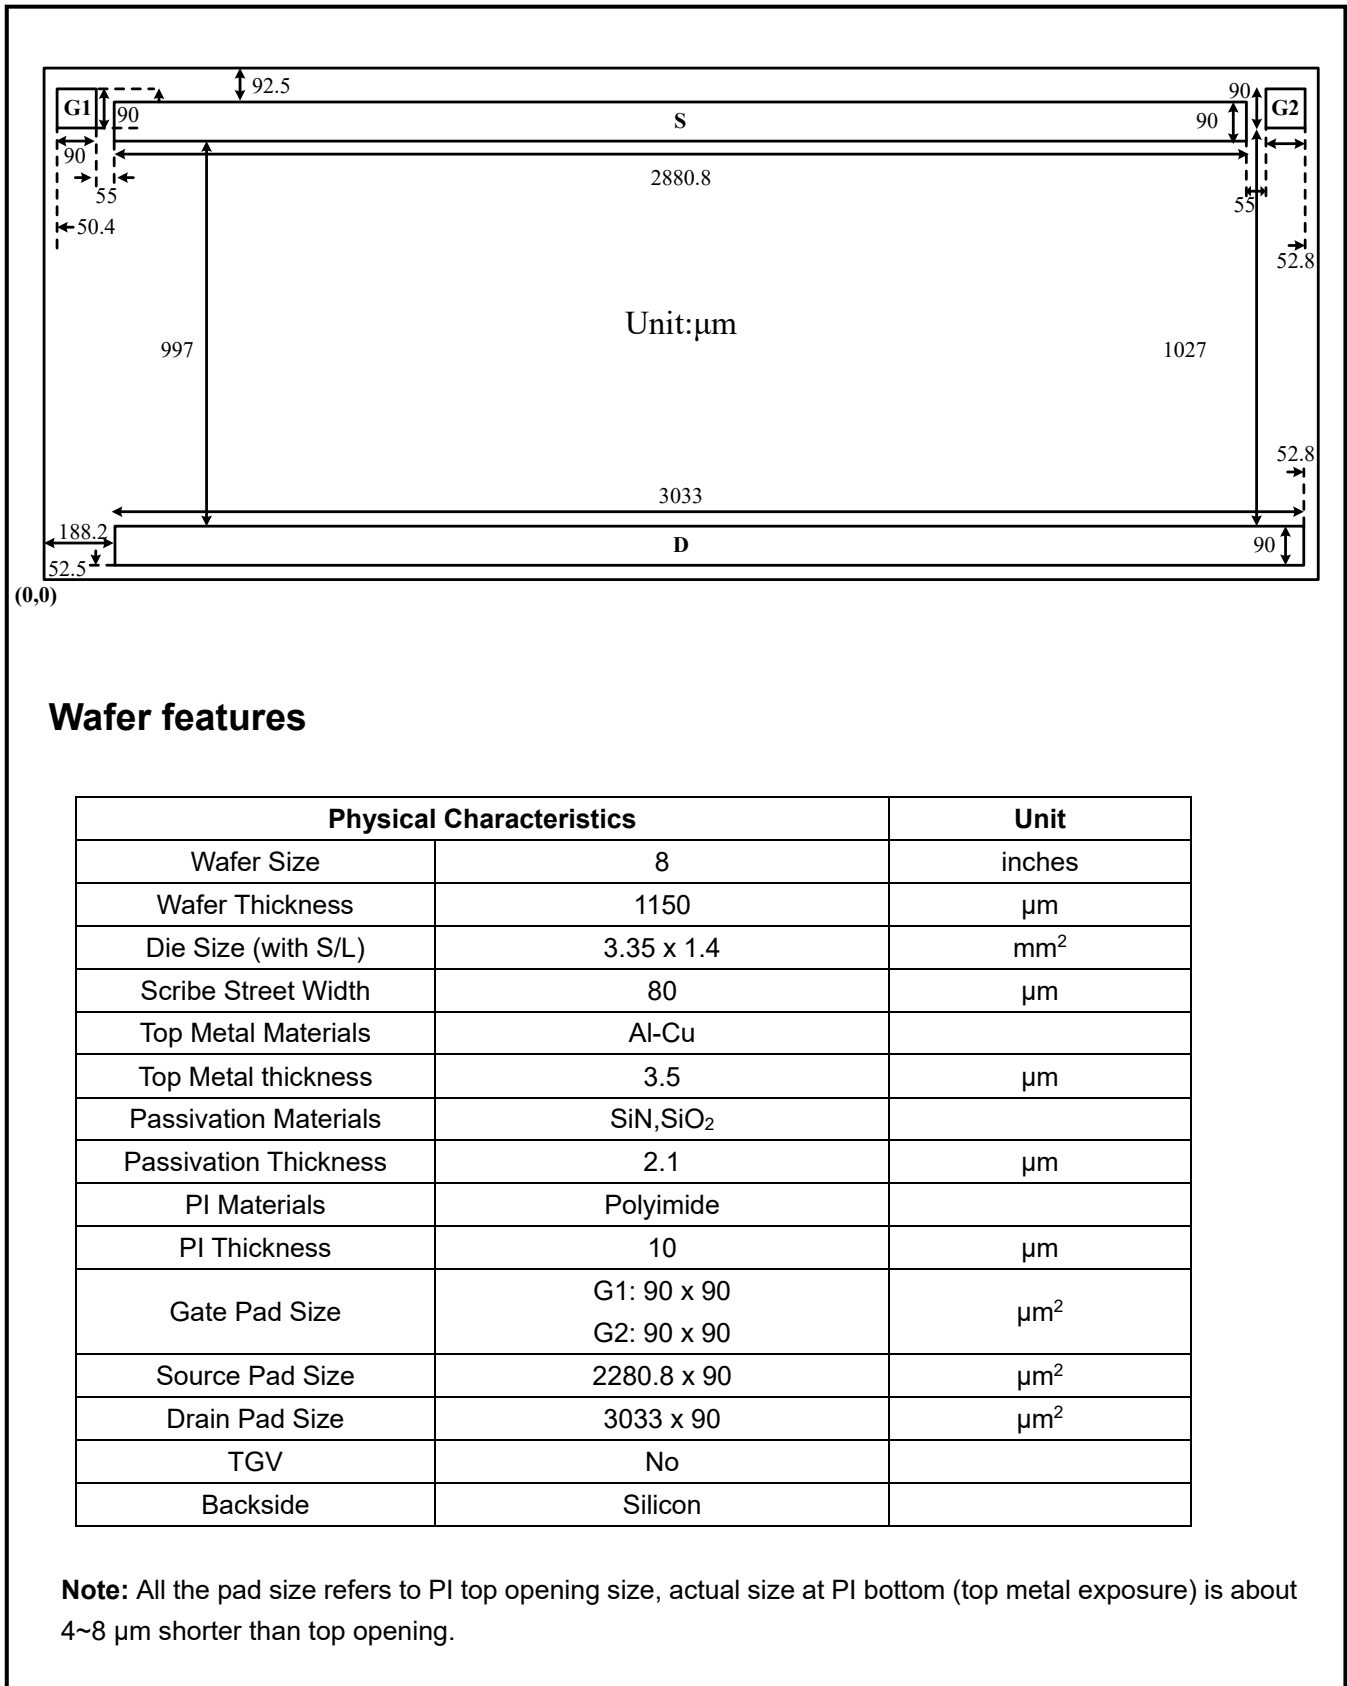 92.5
G1
90
S
90
90
G2
90
2880.8
55
55
50.4
52.8
Unit:μm
997
1027
52.8
3033
188.2
D
90
52.5
(0,0)
Wafer features
Physical Characteristics Unit
Wafer Size 8 inches
Wafer Thickness 1150 μm
Die Size (with S/L) 3.35 x 1.4 mm²
Scribe Street Width 80 μm
Top Metal Materials Al-Cu
Top Metal thickness 3.5 μm
Passivation Materials SiN,SiO₂
Passivation Thickness 2.1 μm
PI Materials Polyimide
PI Thickness 10 μm
Gate Pad Size G1: 90 x 90 μm²
G2: 90 x 90
Source Pad Size 2280.8 x 90 μm²
Drain Pad Size 3033 x 90 μm²
TGV No
Backside Silicon
Note: All the pad size refers to PI top opening size, actual size at PI bottom (top metal exposure) is about
4~8 μm shorter than top opening.